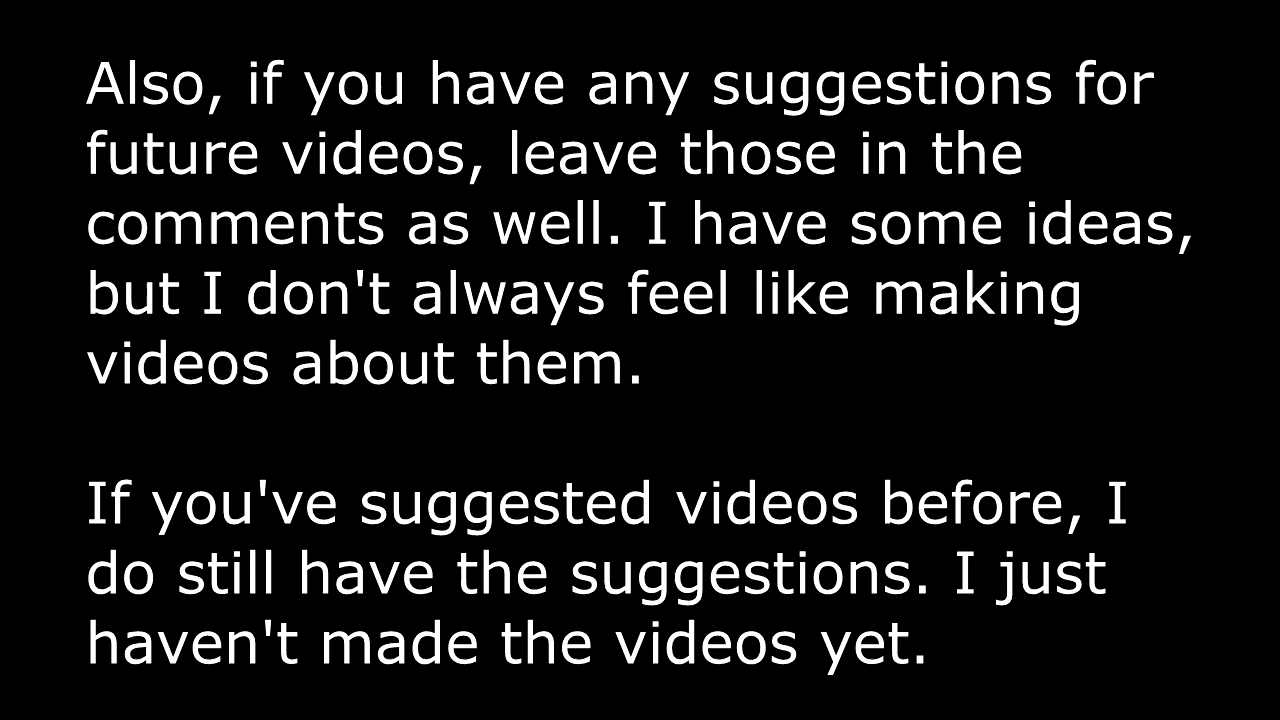 Also, if you have any suggestions for
future videos, leave those in the
comments as well. I have some ideas,
but I don't always feel like making
videos about them.
If you've suggested videos before, I
do still have the suggestions. I just
haven't made the videos yet.